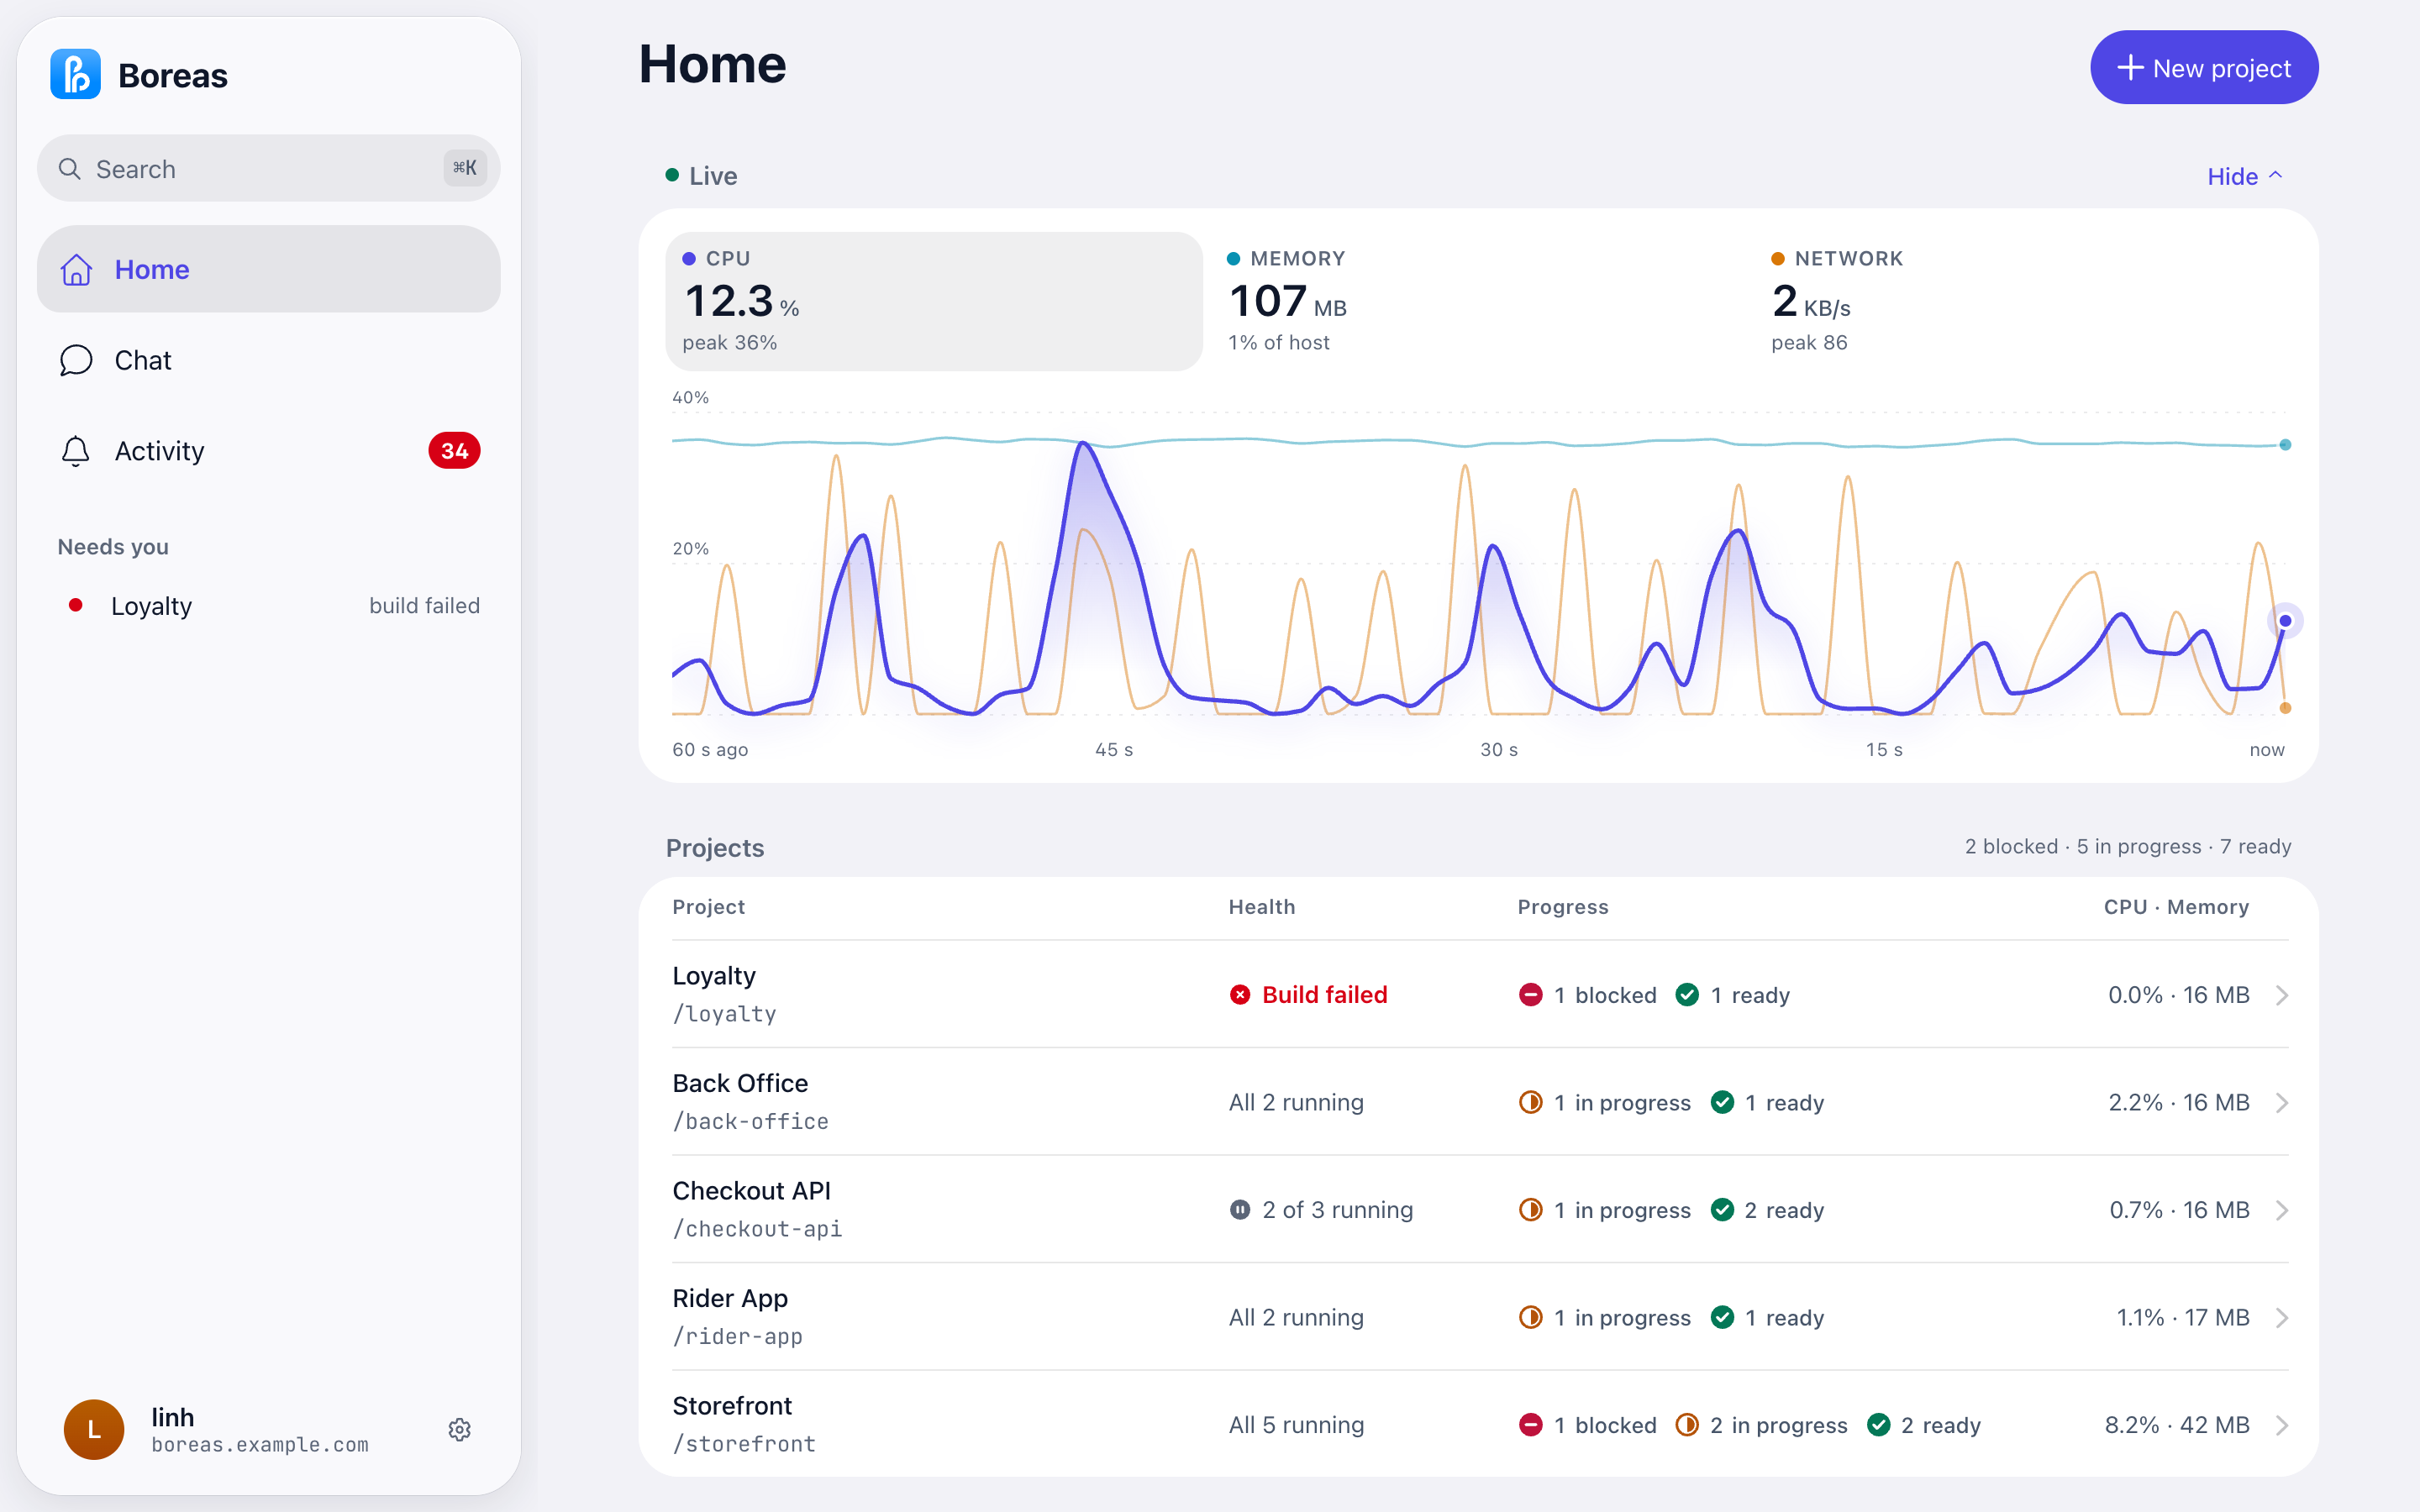 Boreas
Search ⌘K
Home
Chat
Activity 34
Needs you
Loyalty build failed
L
linh
boreas.example.com
Home
New project
Live
Hide
CPU
12.3 %
peak 36%
MEMORY
107 MB
1% of host
NETWORK
2 KB/s
peak 86
40%
20%
60 s ago 45 s 30 s 15 s now
Projects
2 blocked · 5 in progress · 7 ready
Project Health Progress CPU · Memory
Loyalty
/loyalty
Build failed
1 blocked 1 ready
0.0% · 16 MB
Back Office
/back-office
All 2 running
1 in progress 1 ready
2.2% · 16 MB
Checkout API
/checkout-api
2 of 3 running
1 in progress 2 ready
0.7% · 16 MB
Rider App
/rider-app
All 2 running
1 in progress 1 ready
1.1% · 17 MB
Storefront
/storefront
All 5 running
1 blocked 2 in progress 2 ready
8.2% · 42 MB